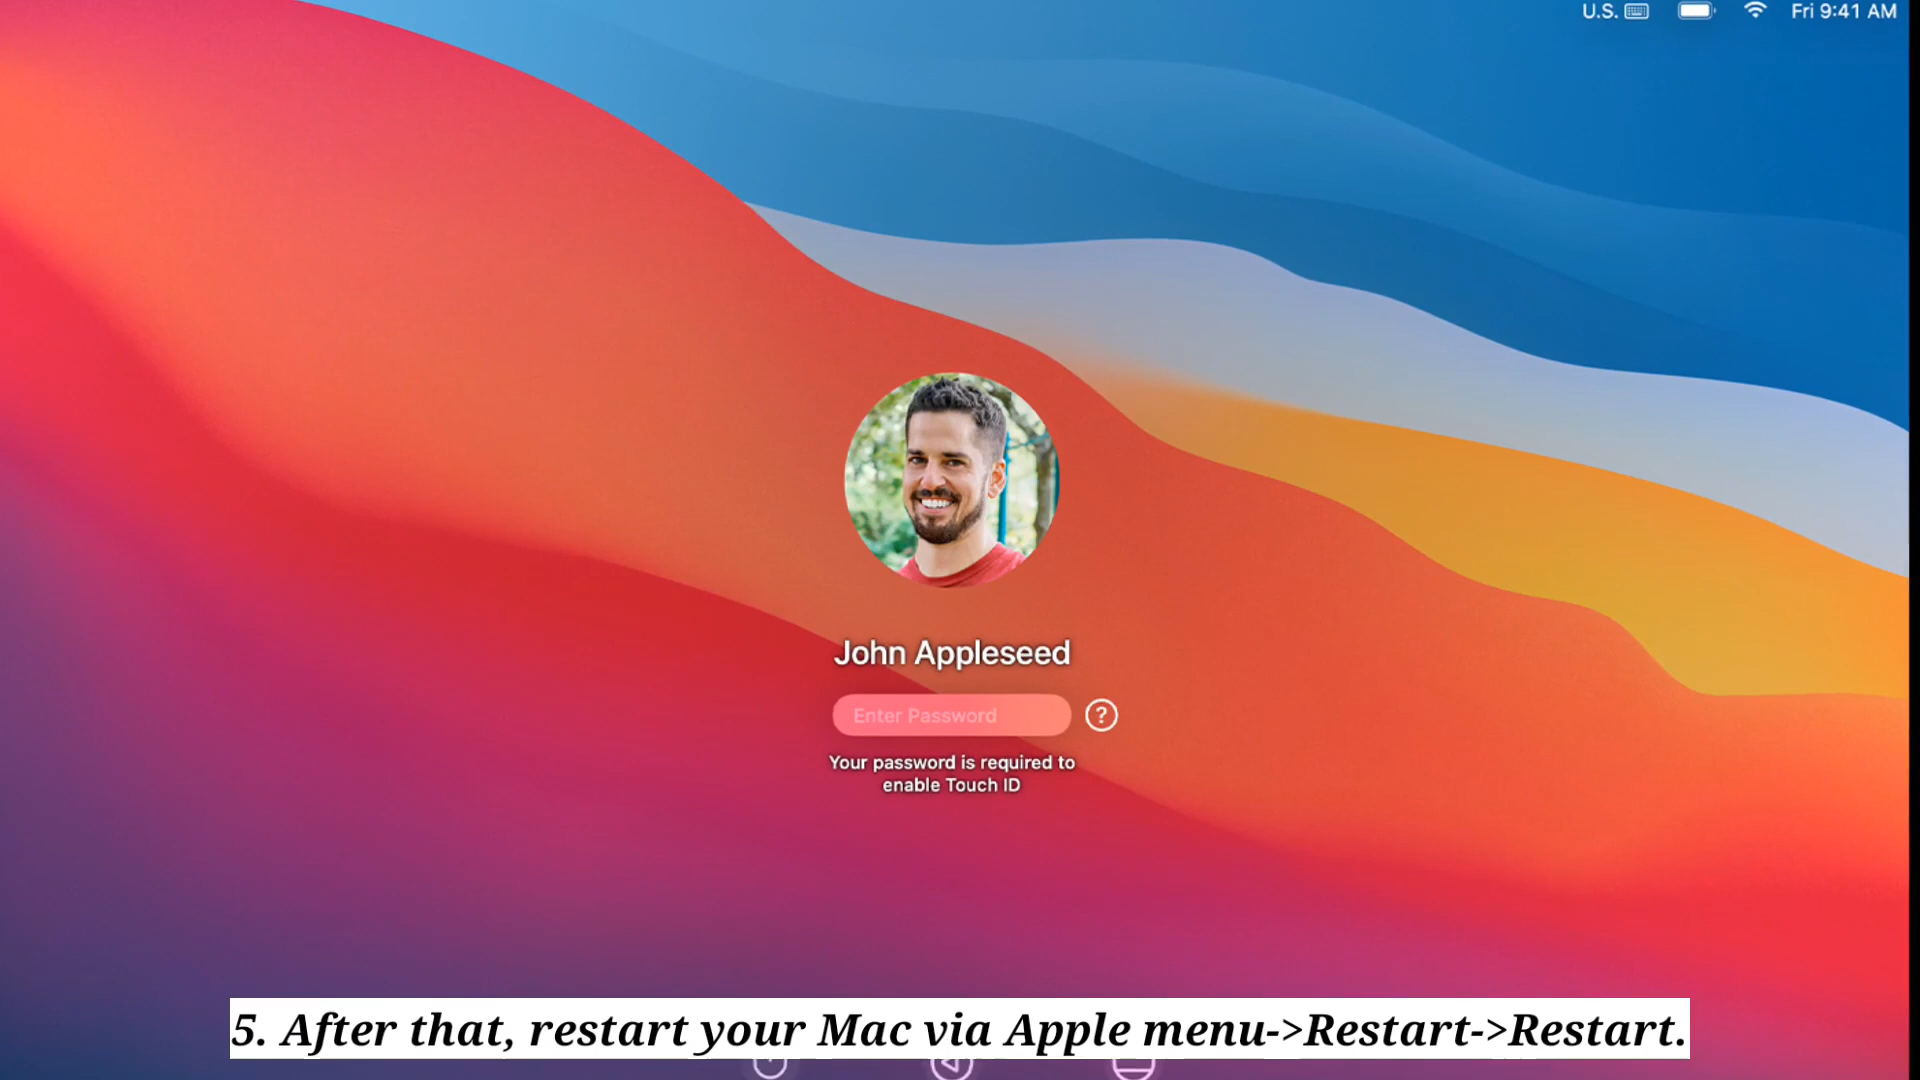 U.S. Fri 9:41 AM
John Appleseed
Enter Password
?
Your password is required to
enable Touch ID
5. After that, restart your Mac via Apple menu->Restart->Restart.